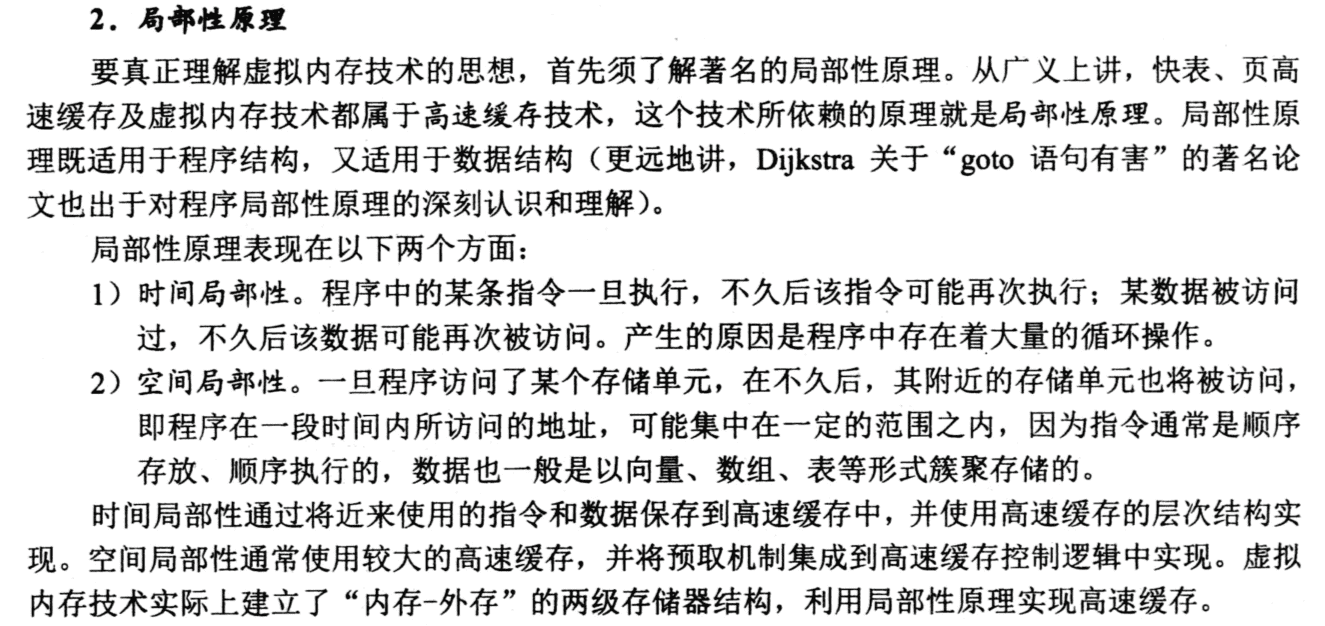 2．局部性原理
要真正理解虚拟内存技术的思想，首先须了解著名的局部性原理。从广义上讲，快表、页高
速缓存及虚拟内存技术都属于高速缓存技术，这个技术所依赖的原理就是局部性原理。局部性原
理既适用于程序结构，又适用于数据结构（更远地讲，Dijkstra 关于“goto 语句有害”的著名论
文也出于对程序局部性原理的深刻认识和理解）。
局部性原理表现在以下两个方面：
1）时间局部性。程序中的某条指令一旦执行，不久后该指令可能再次执行；某数据被访问
过，不久后该数据可能再次被访问。产生的原因是程序中存在着大量的循环操作。
2）空间局部性。一旦程序访问了某个存储单元，在不久后，其附近的存储单元也将被访问，
即程序在一段时间内所访问的地址，可能集中在一定的范围之内，因为指令通常是顺序
存放、顺序执行的，数据也一般是以向量、数组、表等形式簇聚存储的。
时间局部性通过将近来使用的指令和数据保存到高速缓存中，并使用高速缓存的层次结构实
现。空间局部性通常使用较大的高速缓存，并将预取机制集成到高速缓存控制逻辑中实现。虚拟
内存技术实际上建立了“内存-外存”的两级存储器结构，利用局部性原理实现高速缓存。